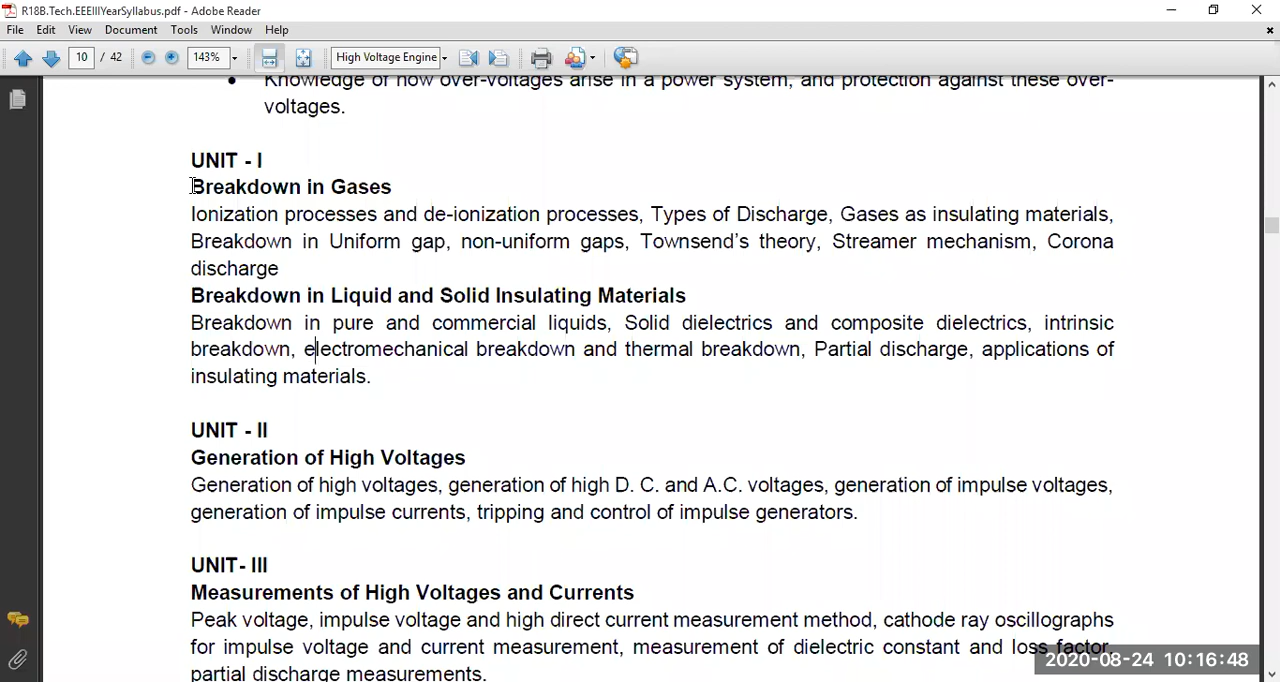 R18B.Tech.EEEIIIYearSyllabus.pdf - Adobe Reader
File Edit View Document Tools Window Help
10 / 42 143% High Voltage Engine
Knowledge of how over-voltages arise in a power system, and protection against these over-
voltages.
UNIT - I
Breakdown in Gases
Ionization processes and de-ionization processes, Types of Discharge, Gases as insulating materials,
Breakdown in Uniform gap, non-uniform gaps, Townsend's theory, Streamer mechanism, Corona
discharge
Breakdown in Liquid and Solid Insulating Materials
Breakdown in pure and commercial liquids, Solid dielectrics and composite dielectrics, intrinsic
breakdown, electromechanical breakdown and thermal breakdown, Partial discharge, applications of
insulating materials.
UNIT - II
Generation of High Voltages
Generation of high voltages, generation of high D. C. and A.C. voltages, generation of impulse voltages,
generation of impulse currents, tripping and control of impulse generators.
UNIT- III
Measurements of High Voltages and Currents
Peak voltage, impulse voltage and high direct current measurement method, cathode ray oscillographs
for impulse voltage and current measurement, measurement of dielectric constant and loss factor,
partial discharge measurements.
2020-08-24 10:16:48